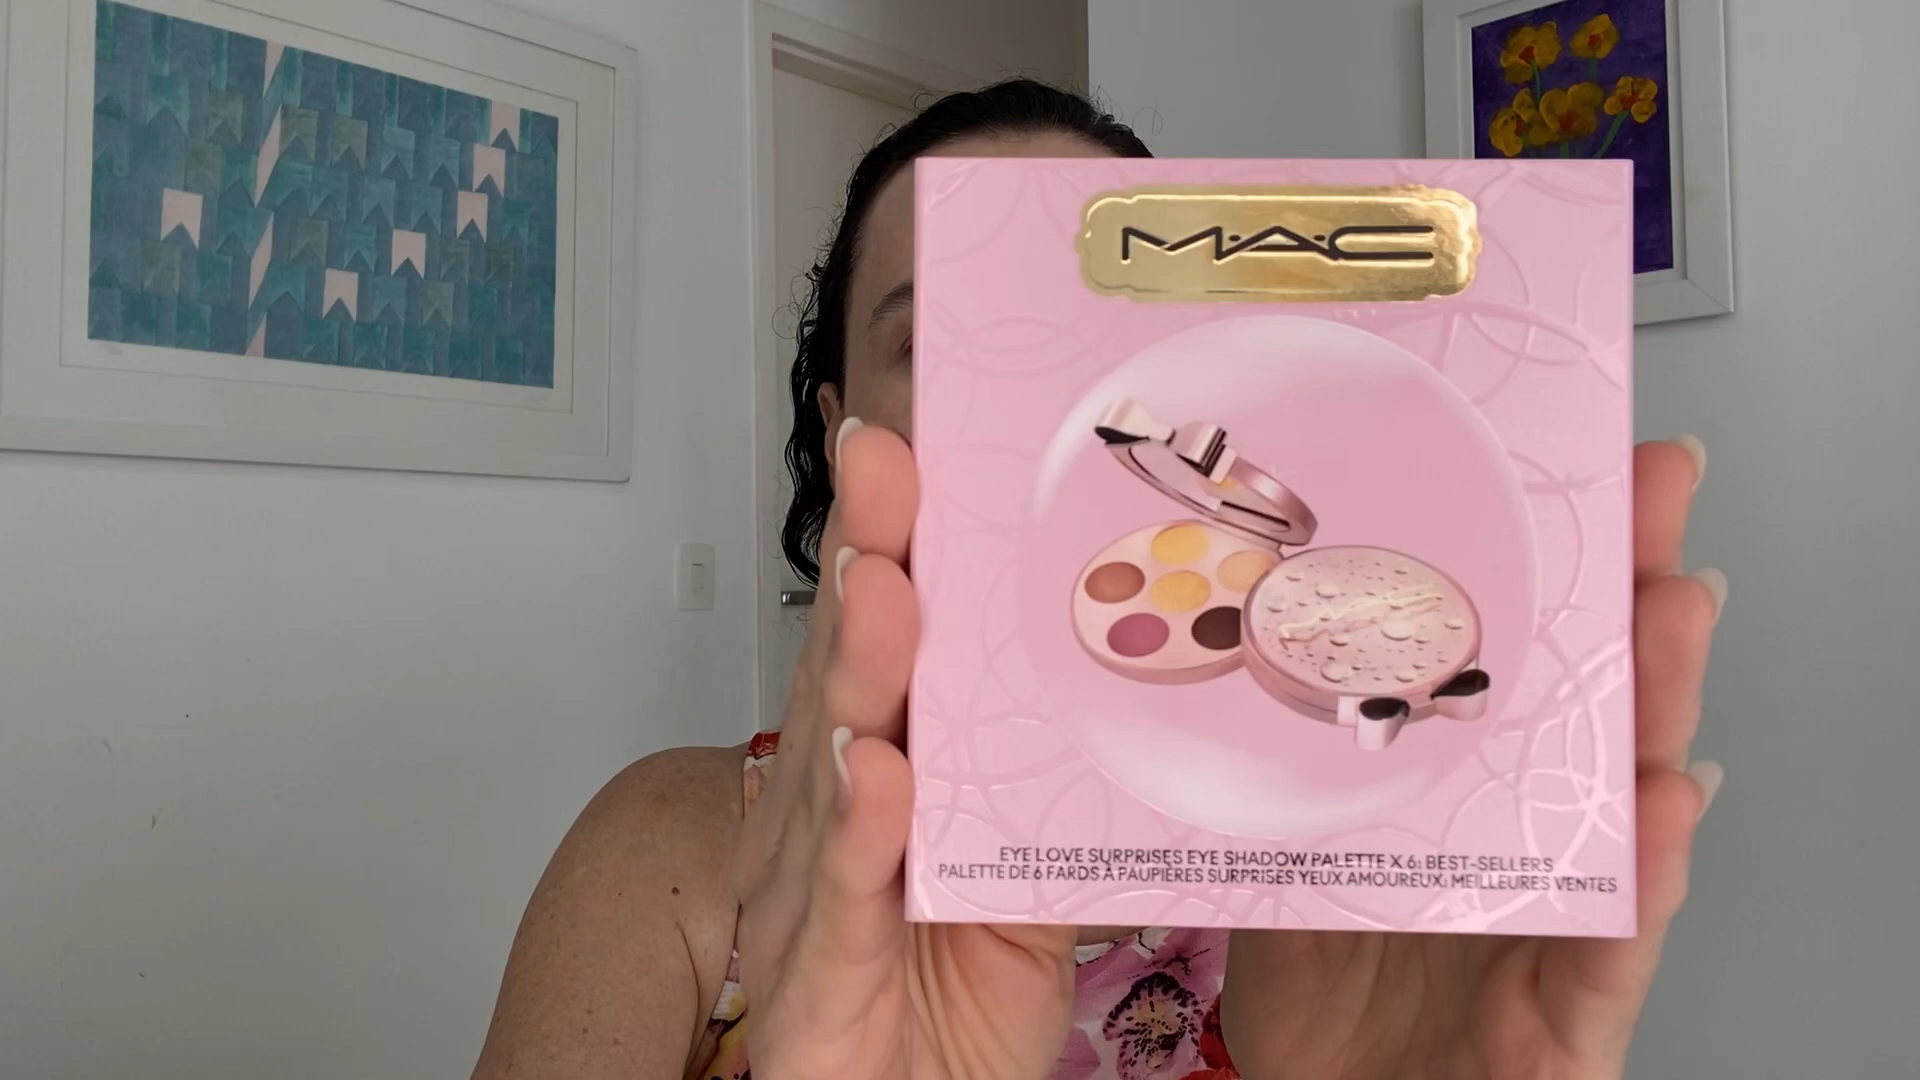 M·A·C
EYE LOVE SURPRISES EYE SHADOW PALETTE X 6: BEST-SELLERS
PALETTE DE 6 FARDS À PAUPIÈRES SURPRISES YEUX AMOUREUX: MEILLEURES VENTES